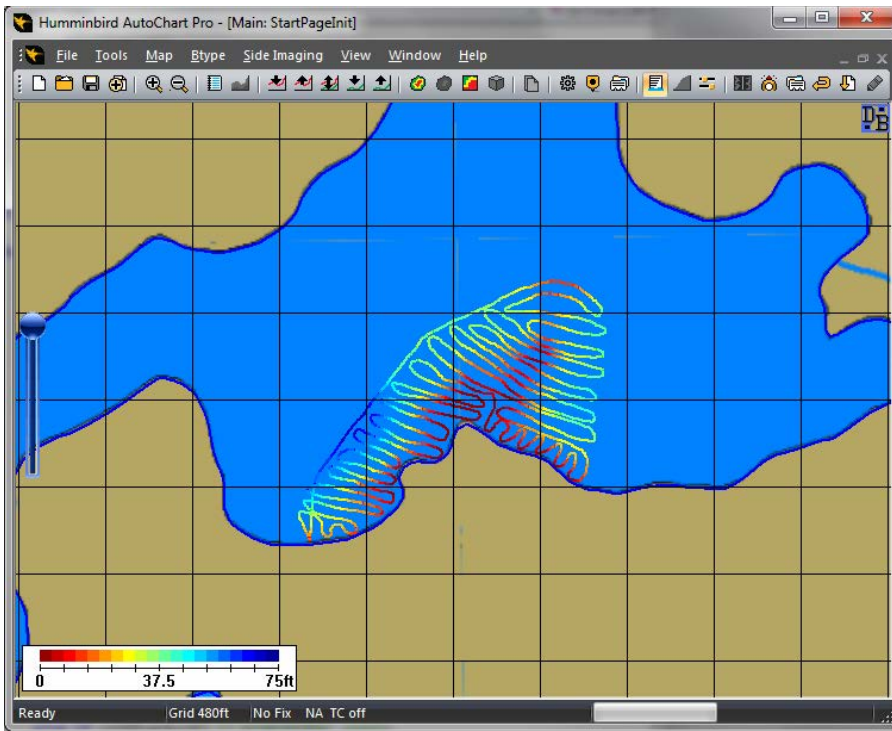 Humminbird AutoChart Pro - [Main: StartPageInit]
File Tools Map Btype Side Imaging View Window Help
DB
0 37.5 75ft
Ready Grid 480ft No Fix NA TC off